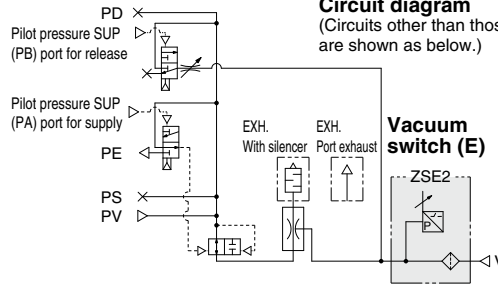 Circuit diagram
(Circuits other than thos
are shown as below.)
PD
Pilot pressure SUP
(PB) port for release
Pilot pressure SUP
(PA) port for supply
PE
PS
PV
EXH.
With silencer
EXH.
Port exhaust
Vacuum
switch (E)
ZSE2
P
V